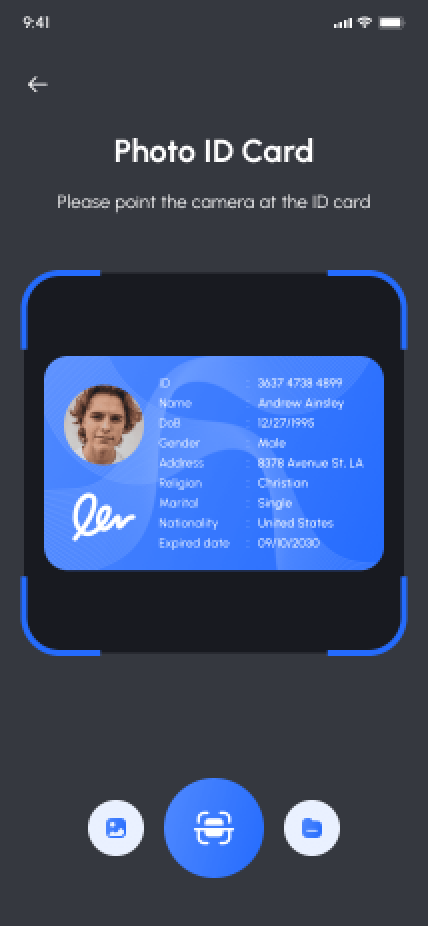 9:41
Photo ID Card
Please point the camera at the ID card
ID : 3637 4738 4899
Name : Andrew Ainsley
DoB : 12/27/1995
Gender : Male
Address : 8378 Avenue St. LA
Religion : Christian
Marital : Single
Nationality : United States
Expired date : 09/10/2030